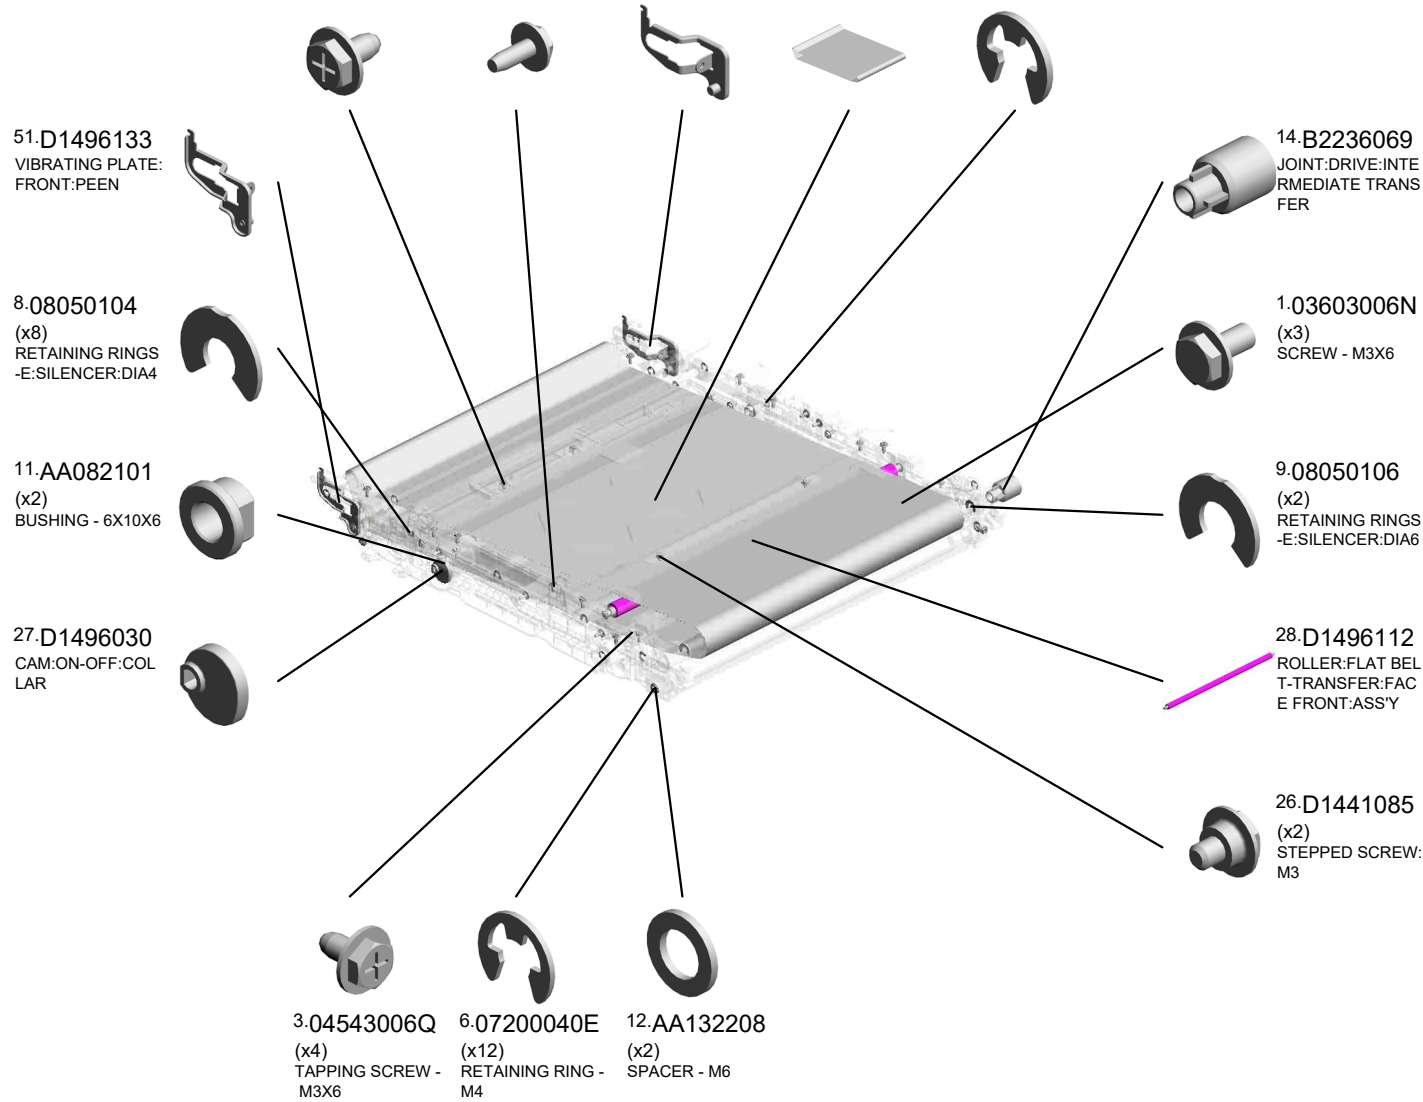 51.D1496133
VIBRATING PLATE:
FRONT:PEEN
8.08050104
(x8)
RETAINING RINGS
-E:SILENCER:DIA4
11.AA082101
(x2)
BUSHING - 6X10X6
27.D1496030
CAM:ON-OFF:COL
LAR
14.B2236069
JOINT:DRIVE:INTE
RMEDIATE TRANS
FER
1.03603006N
(x3)
SCREW - M3X6
9.08050106
(x2)
RETAINING RINGS
-E:SILENCER:DIA6
28.D1496112
ROLLER:FLAT BEL
T-TRANSFER:FAC
E FRONT:ASS'Y
26.D1441085
(x2)
STEPPED SCREW:
M3
3.04543006Q
(x4)
TAPPING SCREW -
M3X6
6.07200040E
(x12)
RETAINING RING -
M4
12.AA132208
(x2)
SPACER - M6